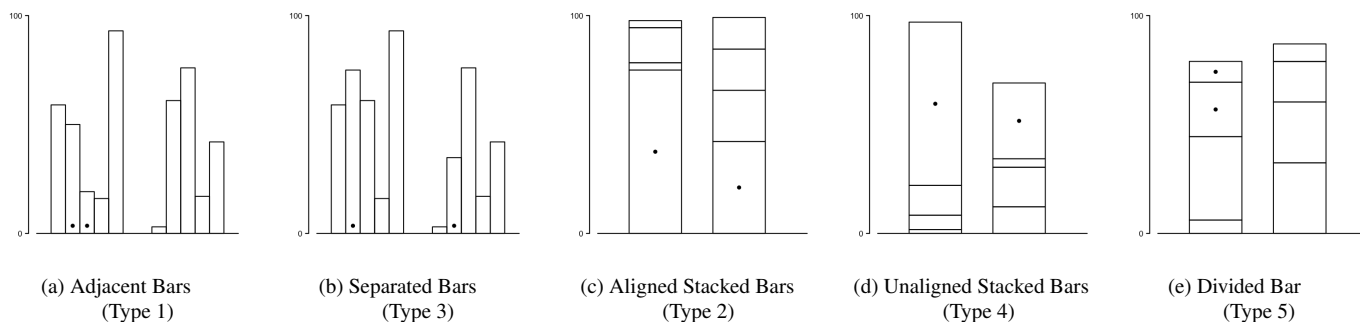 100
0
100
0
100
0
100
0
100
0
(a) Adjacent Bars
(Type 1)
(b) Separated Bars
(Type 3)
(c) Aligned Stacked Bars
(Type 2)
(d) Unaligned Stacked Bars
(Type 4)
(e) Divided Bar
(Type 5)